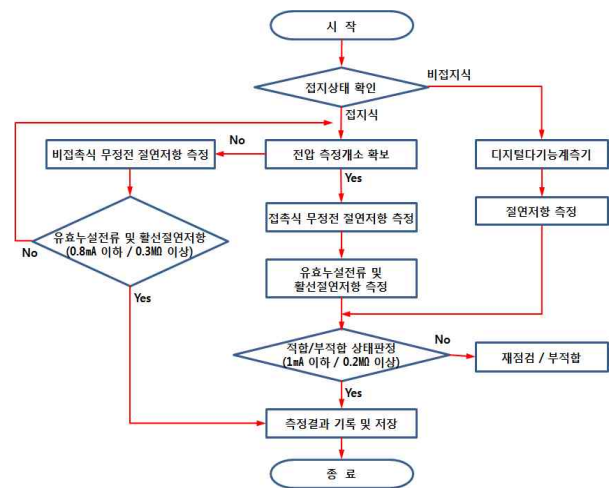 시 작
접지상태 확인
비접지식
접지식
비접촉식 무정전 절연저항 측정
No
전압 측정개소 확보
디지털다기능계측기
Yes
접촉식 무정전 절연저항 측정
절연저항 측정
유효누설전류 및 활선절연저항
(0.8mA 이하 / 0.3MΩ 이상)
No
유효누설전류 및
활선절연저항 측정
Yes
적합/부적합 상태판정
(1mA 이하 / 0.2MΩ 이상)
No
재점검 / 부적합
Yes
측정결과 기록 및 저장
종 료